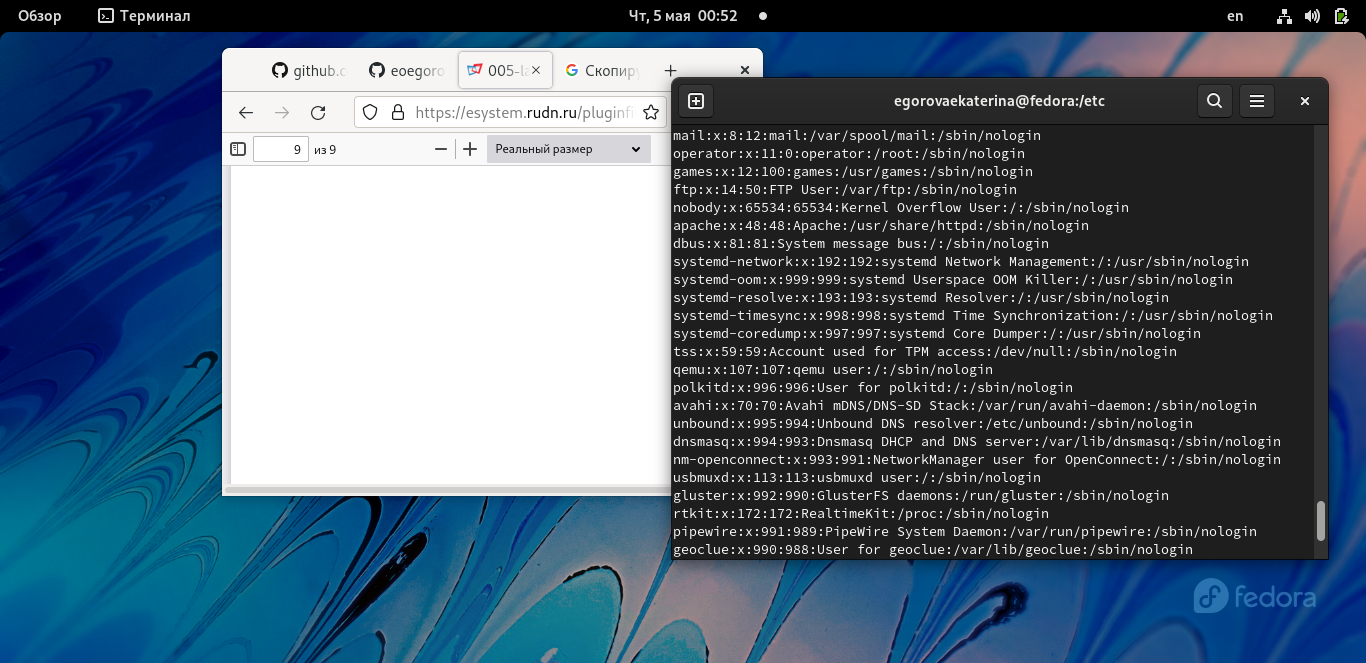 Обзор Терминал Чт, 5 мая 00:52 en
github.c eoegoro 005-la Скопиру
https://esystem.rudn.ru/pluginfi
9 из 9 Реальный размер
egorovaekaterina@fedora:/etc
mail:x:8:12:mail:/var/spool/mail:/sbin/nologin
operator:x:11:0:operator:/root:/sbin/nologin
games:x:12:100:games:/usr/games:/sbin/nologin
ftp:x:14:50:FTP User:/var/ftp:/sbin/nologin
nobody:x:65534:65534:Kernel Overflow User:/:/sbin/nologin
apache:x:48:48:Apache:/usr/share/httpd:/sbin/nologin
dbus:x:81:81:System message bus:/:/sbin/nologin
systemd-network:x:192:192:systemd Network Management:/:/usr/sbin/nologin
systemd-oom:x:999:999:systemd Userspace OOM Killer:/:/usr/sbin/nologin
systemd-resolve:x:193:193:systemd Resolver:/:/usr/sbin/nologin
systemd-timesync:x:998:998:systemd Time Synchronization:/:/usr/sbin/nologin
systemd-coredump:x:997:997:systemd Core Dumper:/:/usr/sbin/nologin
tss:x:59:59:Account used for TPM access:/dev/null:/sbin/nologin
qemu:x:107:107:qemu user:/:/sbin/nologin
polkitd:x:996:996:User for polkitd:/:/sbin/nologin
avahi:x:70:70:Avahi mDNS/DNS-SD Stack:/var/run/avahi-daemon:/sbin/nologin
unbound:x:995:994:Unbound DNS resolver:/etc/unbound:/sbin/nologin
dnsmasq:x:994:993:Dnsmasq DHCP and DNS server:/var/lib/dnsmasq:/sbin/nologin
nm-openconnect:x:993:991:NetworkManager user for OpenConnect:/:/sbin/nologin
usbmuxd:x:113:113:usbmuxd user:/:/sbin/nologin
gluster:x:992:990:GlusterFS daemons:/run/gluster:/sbin/nologin
rtkit:x:172:172:RealtimeKit:/proc:/sbin/nologin
pipewire:x:991:989:PipeWire System Daemon:/var/run/pipewire:/sbin/nologin
geoclue:x:990:988:User for geoclue:/var/lib/geoclue:/sbin/nologin
fedora